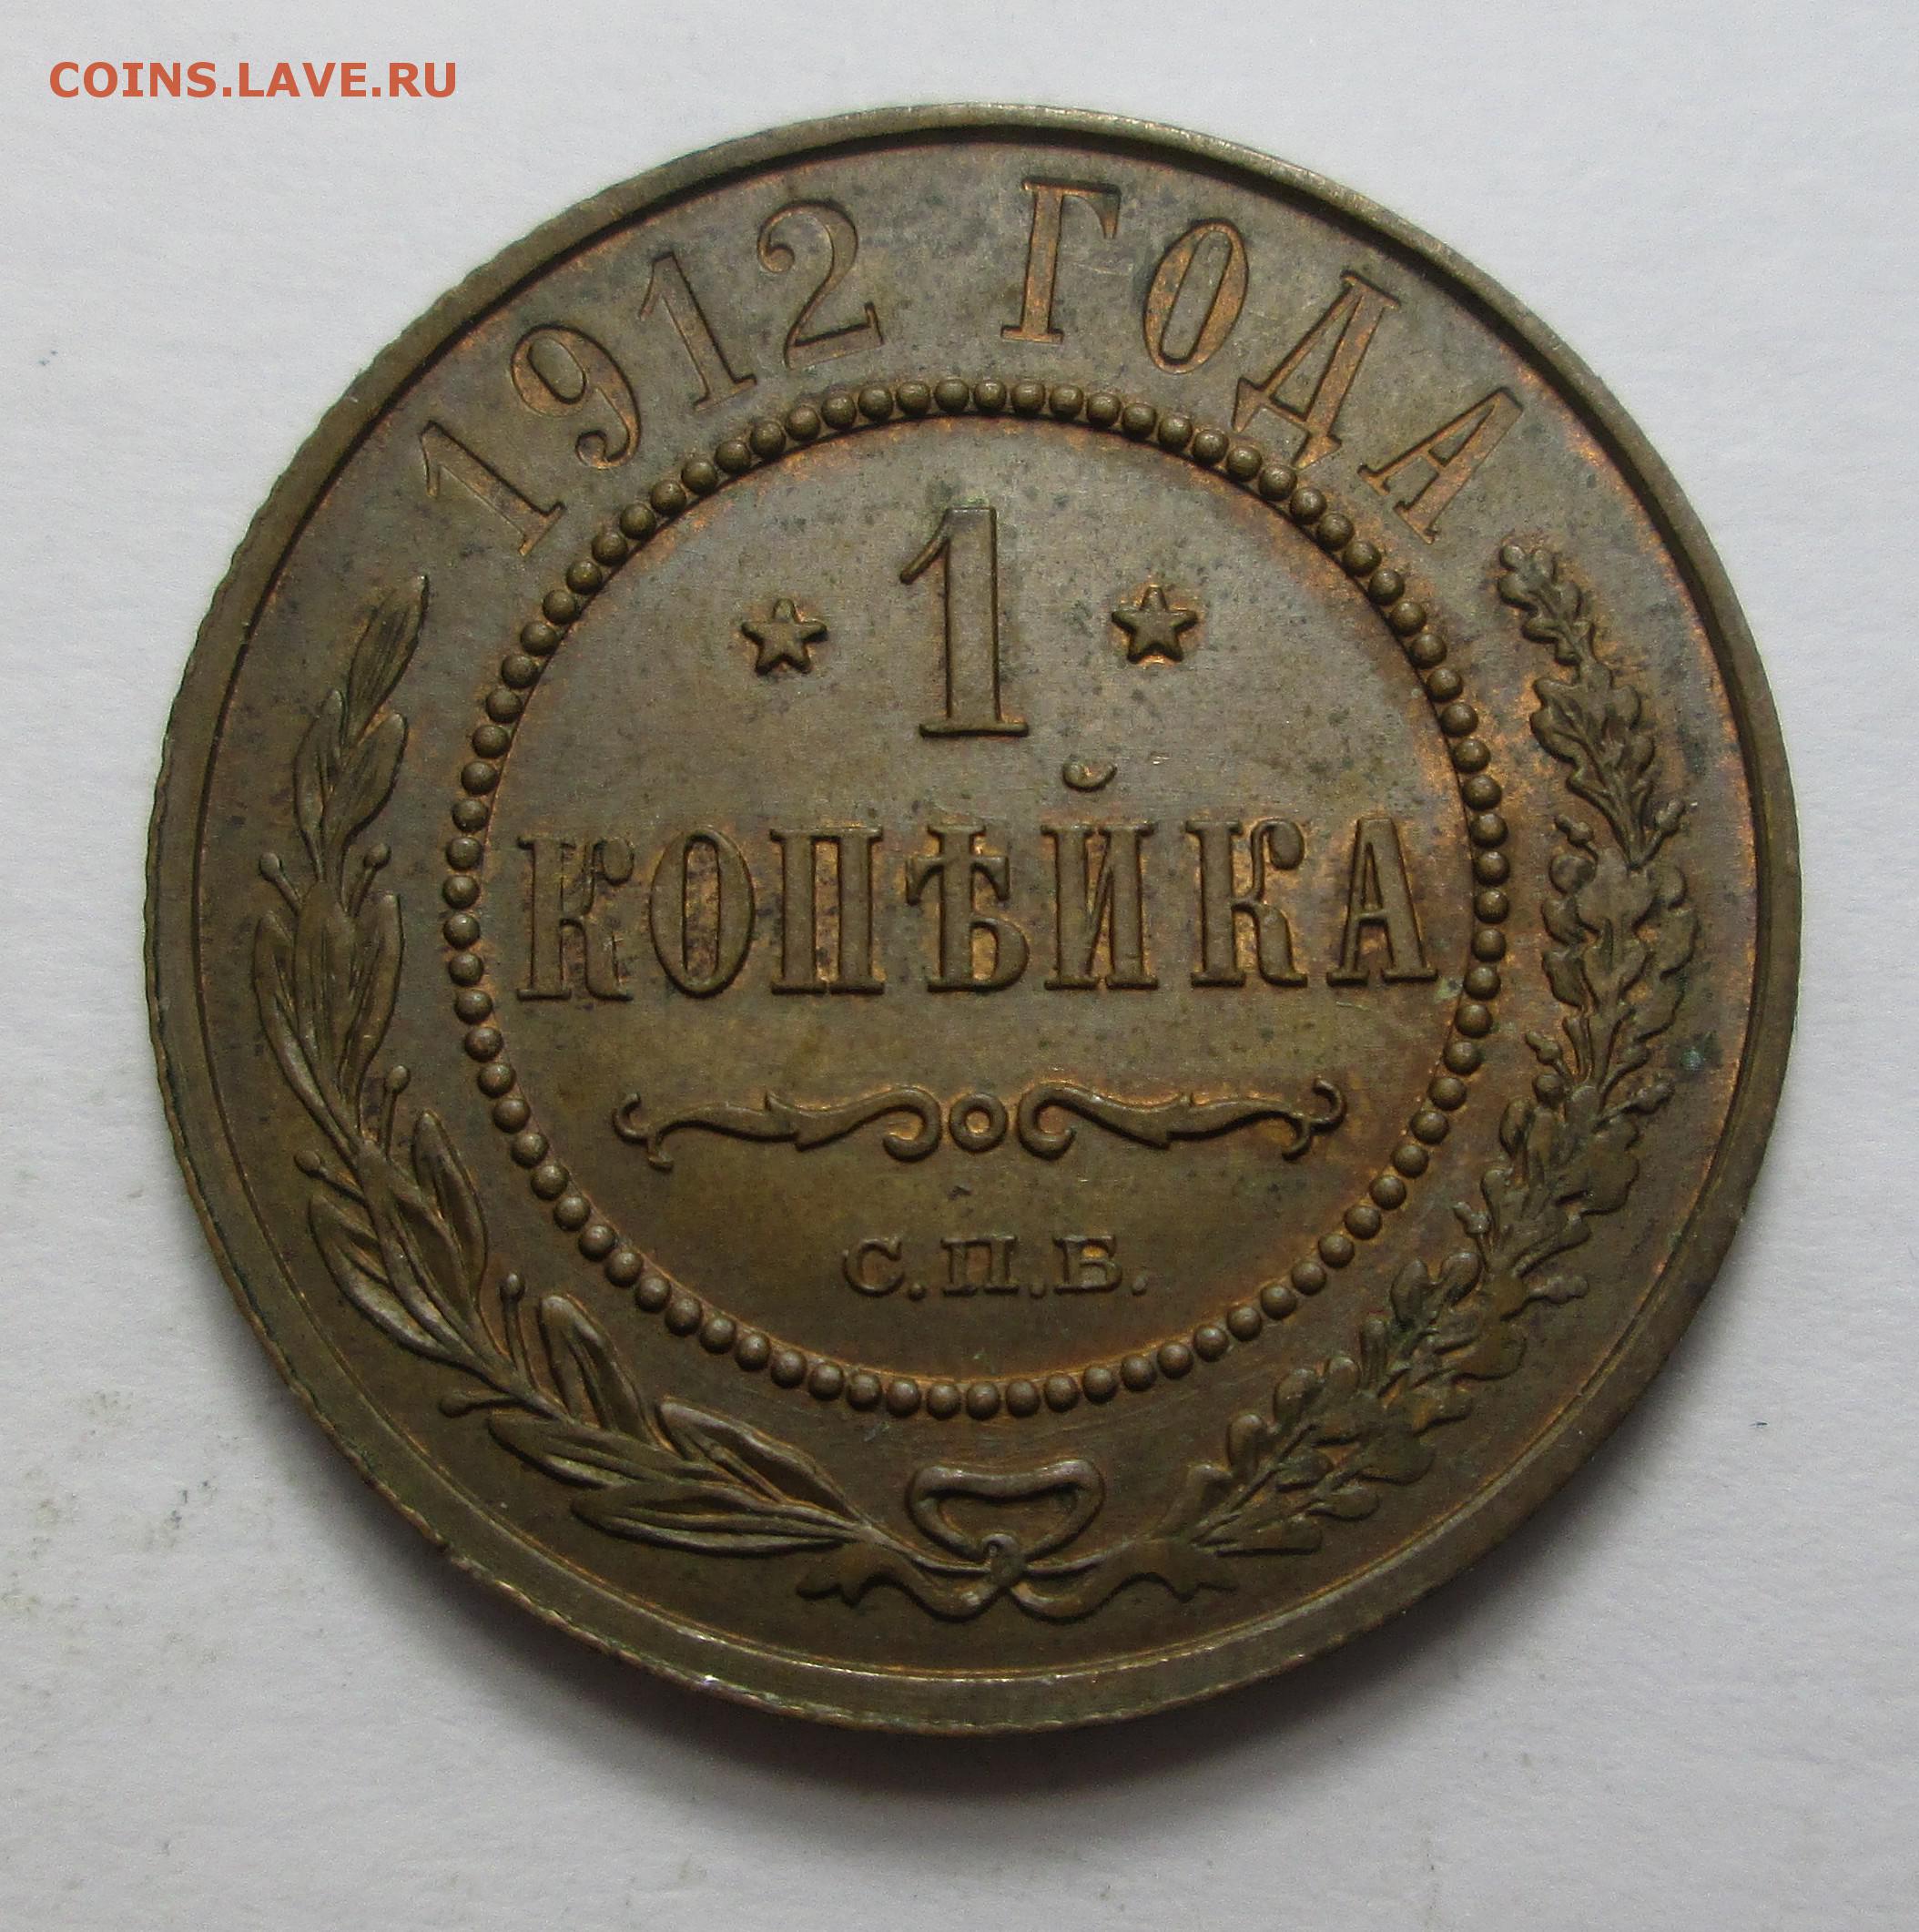 COINS.LAVE.RU
1912 ГОДА
1
КОПѢЙКА
С.П.Б.